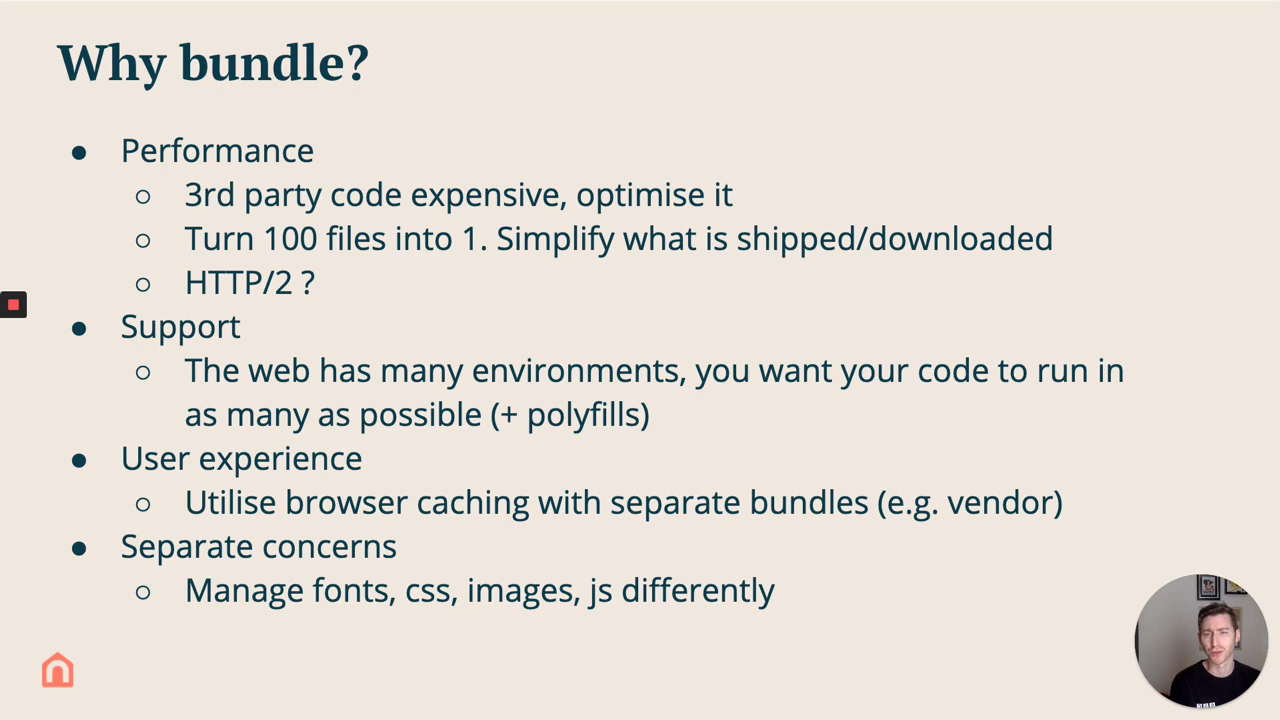 Why bundle?
● Performance
○ 3rd party code expensive, optimise it
○ Turn 100 files into 1. Simplify what is shipped/downloaded
○ HTTP/2 ?
● Support
○ The web has many environments, you want your code to run in
as many as possible (+ polyfills)
● User experience
○ Utilise browser caching with separate bundles (e.g. vendor)
● Separate concerns
○ Manage fonts, css, images, js differently